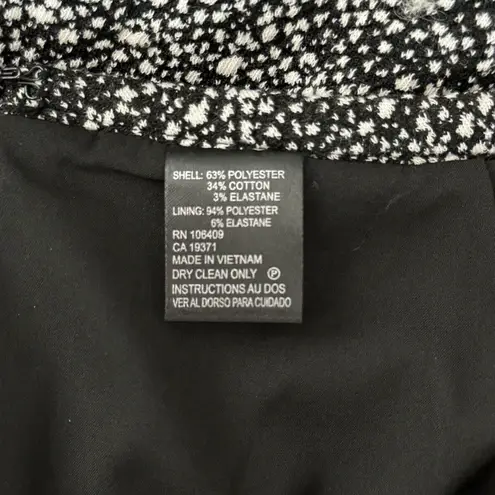 SHELL: 63% POLYESTER
34% COTTON
3% ELASTANE
LINING: 94% POLYESTER
6% ELASTANE
RN 106409
CA 19371
MADE IN VIETNAM
DRY CLEAN ONLY Ⓟ
INSTRUCTIONS AU DOS
VER AL DORSO PARA CUIDADO